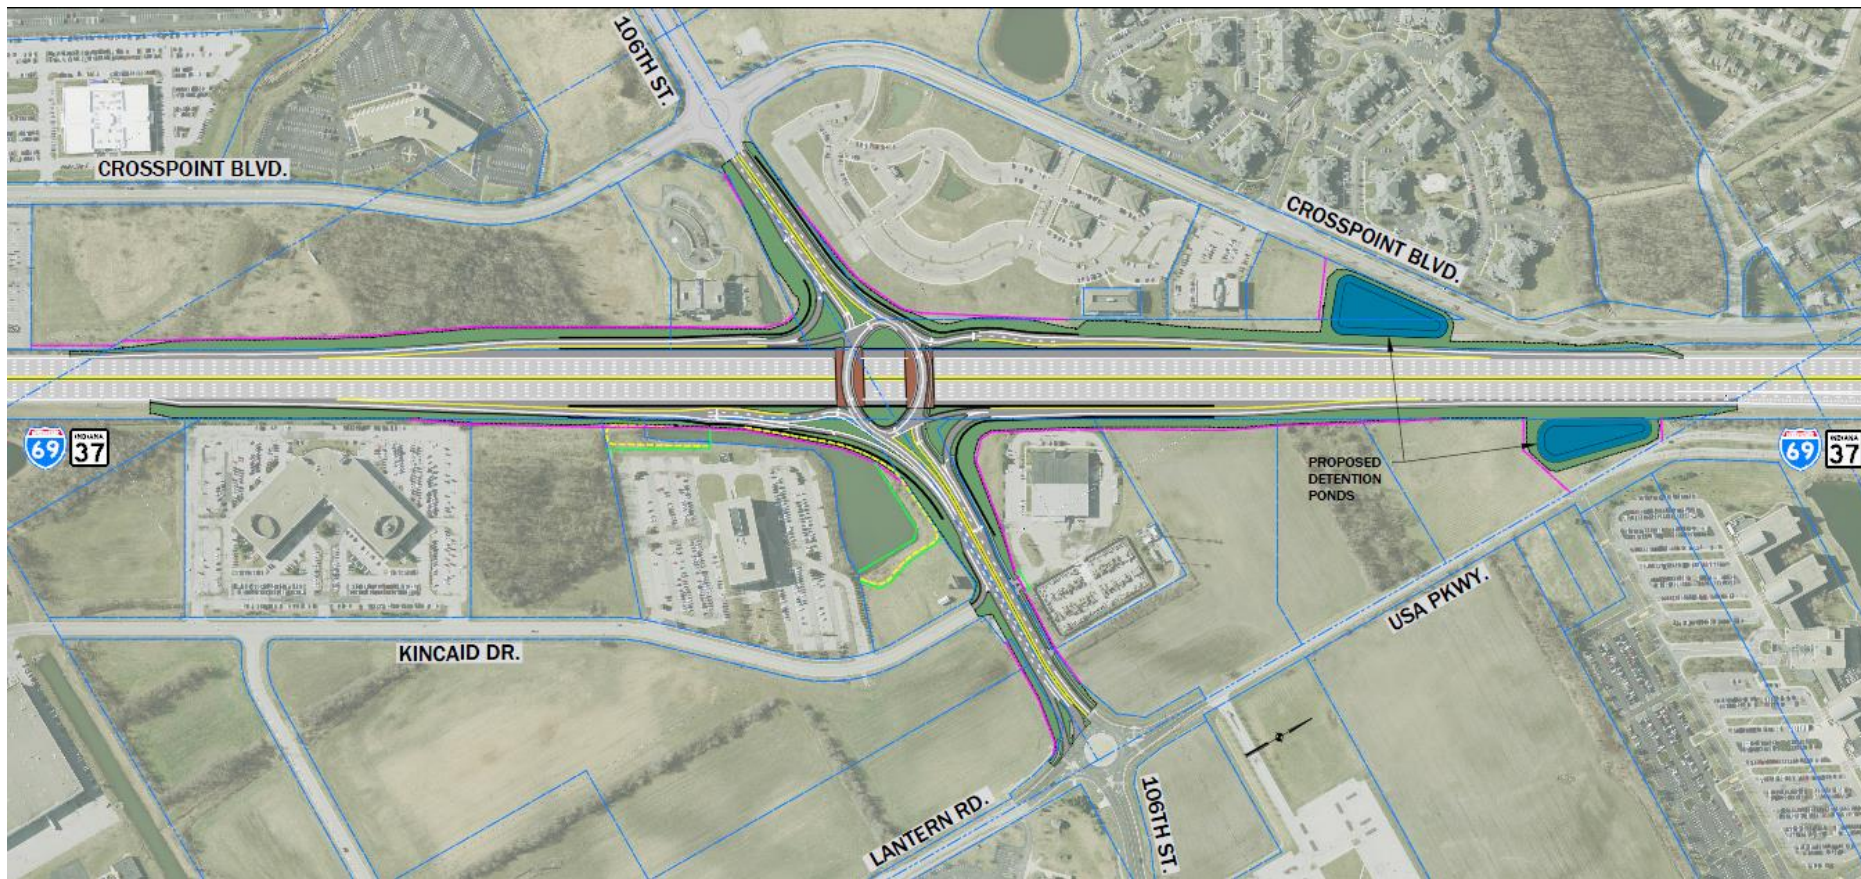 106TH ST.
CROSSPOINT BLVD.
CROSSPOINT BLVD.
69
INDIANA
37
69
INDIANA
37
PROPOSED
DETENTION
PONDS
USA PKWY.
KINCAID DR.
LANTERN RD.
106TH ST.